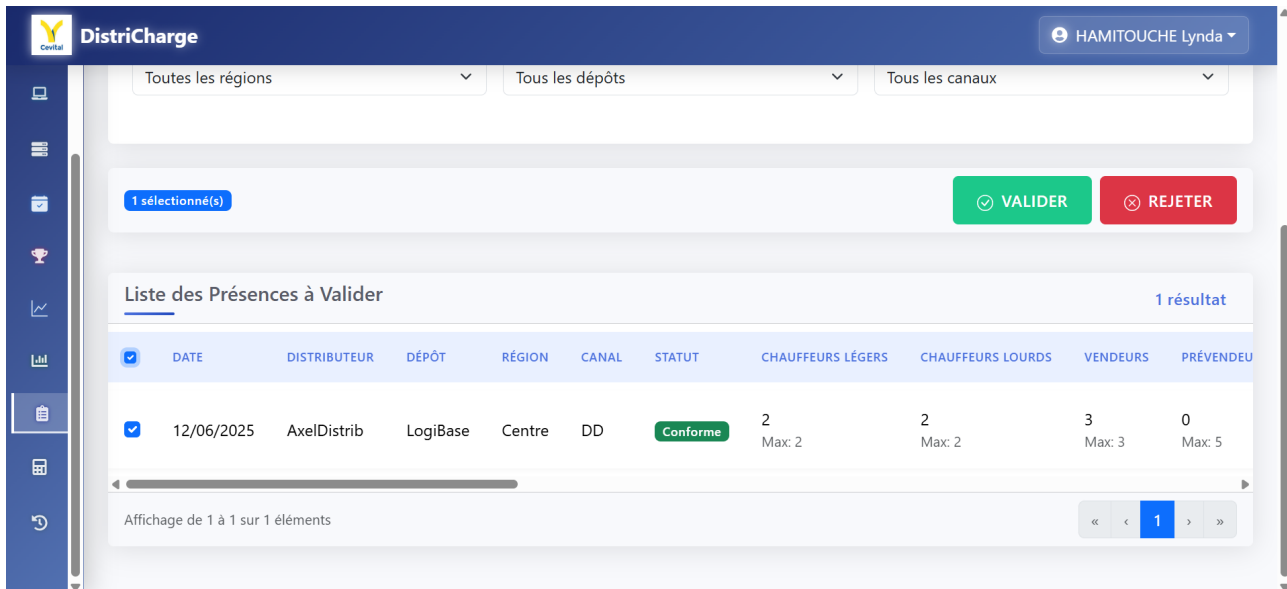 Cevital
DistriCharge
HAMITOUCHE Lynda
Toutes les régions
Tous les dépôts
Tous les canaux
1 sélectionné(s)
VALIDER
REJETER
Liste des Présences à Valider
1 résultat
DATE DISTRIBUTEUR DÉPÔT RÉGION CANAL STATUT CHAUFFEURS LÉGERS CHAUFFEURS LOURDS VENDEURS PRÉVENDEU
12/06/2025 AxelDistrib LogiBase Centre DD Conforme 2 2 3 0
Max: 2 Max: 2 Max: 3 Max: 5
Affichage de 1 à 1 sur 1 éléments
« ‹ 1 › »